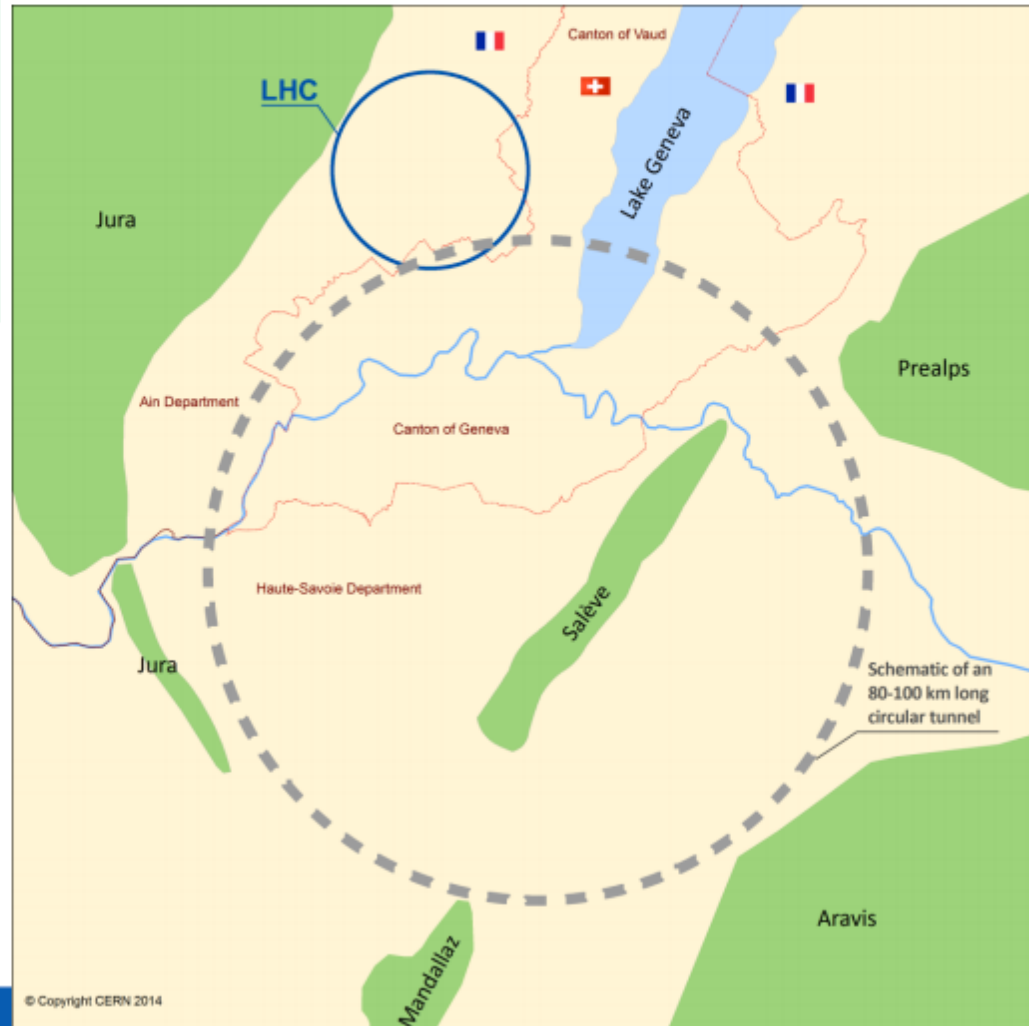 Canton of Vaud
LHC
Lake Geneva
Jura
Prealps
Ain Department
Canton of Geneva
Haute-Savoie Department
Salève
Jura
Schematic of an
80-100 km long
circular tunnel
Aravis
Mandallaz
© Copyright CERN 2014